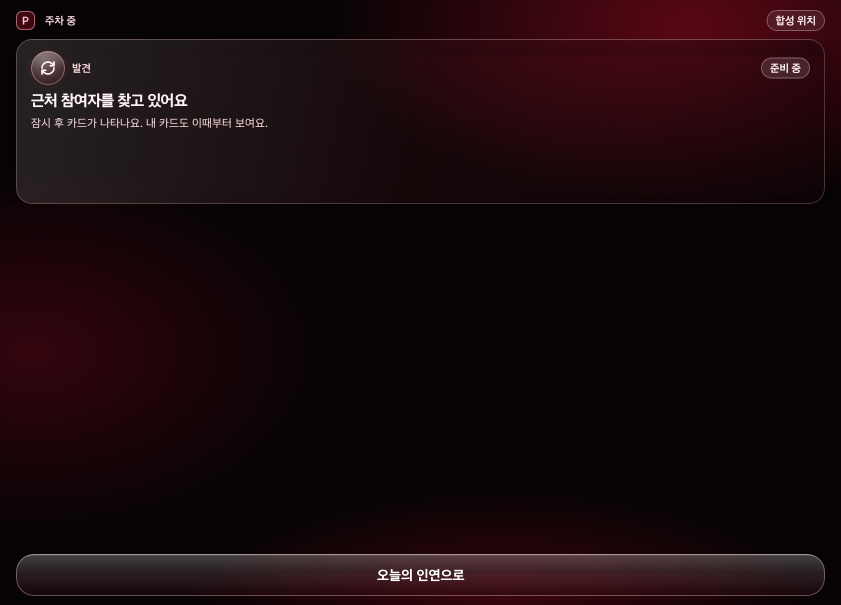 P 주차 중 합성 위치
발견 준비 중
근처 참여자를 찾고 있어요
잠시 후 카드가 나타나요. 내 카드도 이때부터 보여요.
오늘의 인연으로